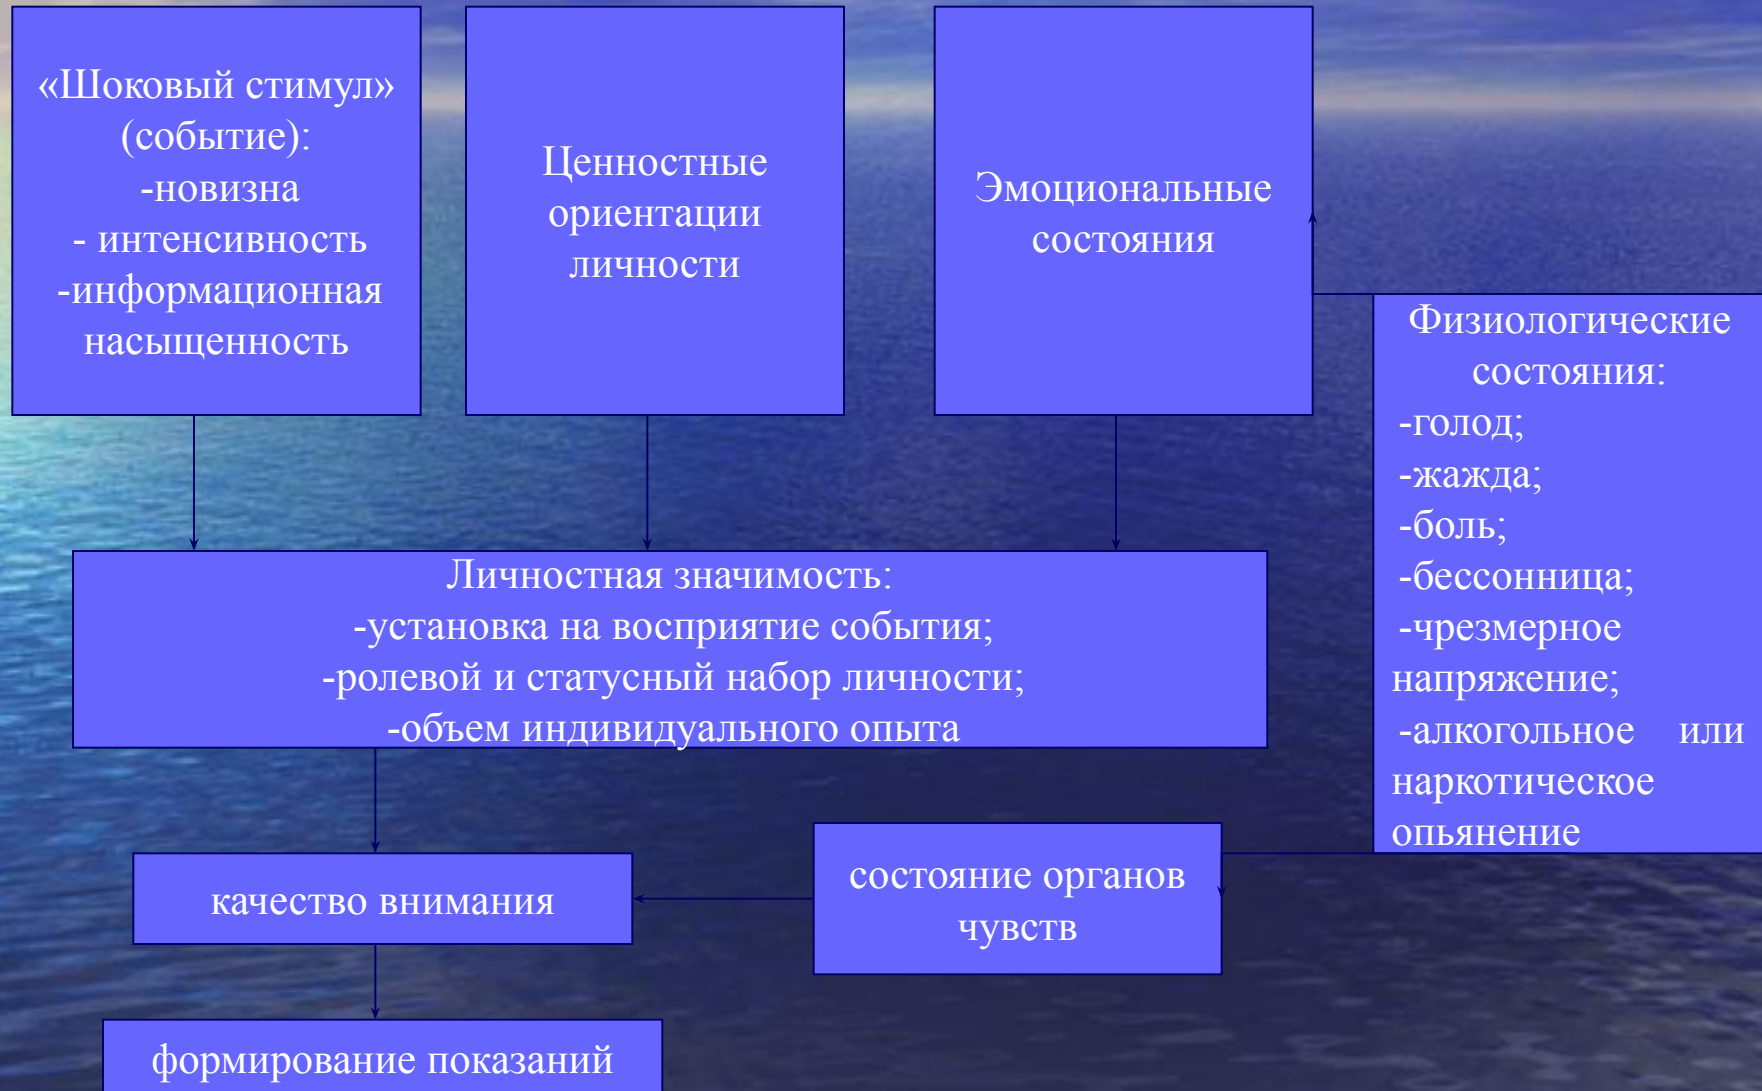 «Шоковый стимул»
(событие):
-новизна
- интенсивность
-информационная
насыщенность
Ценностные
ориентации
личности
Эмоциональные
состояния
Физиологические
состояния:
-голод;
-жажда;
-боль;
-бессонница;
-чрезмерное
напряжение;
-алкогольное или
наркотическое
опьянение
Личностная значимость:
-установка на восприятие события;
-ролевой и статусный набор личности;
-объем индивидуального опыта
качество внимания
состояние органов
чувств
формирование показаний